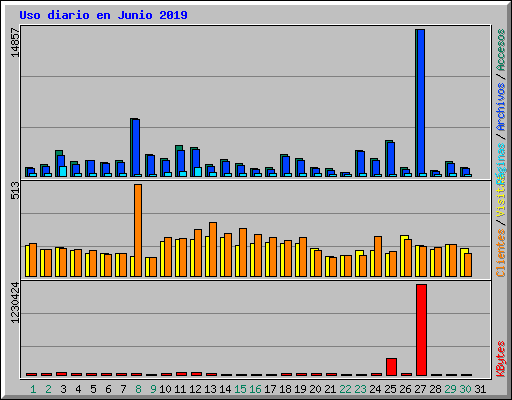 Uso diario en Junio 2019
14857
513
1230424
Accesos / Archivos / Páginas
Visitas / Clientes
KBytes
1 2 3 4 5 6 7 8 9 10 11 12 13 14 15 16 17 18 19 20 21 22 23 24 25 26 27 28 29 30 31